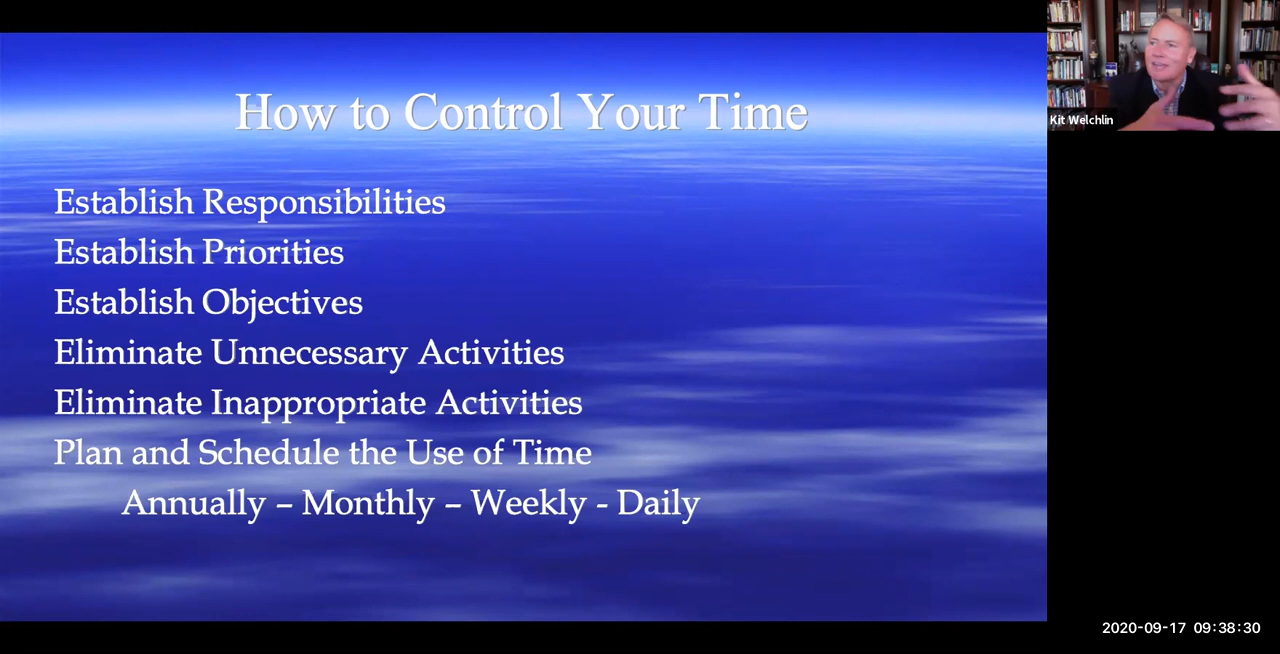 How to Control Your Time
Establish Responsibilities
Establish Priorities
Establish Objectives
Eliminate Unnecessary Activities
Eliminate Inappropriate Activities
Plan and Schedule the Use of Time
Annually – Monthly – Weekly - Daily
Kit Welchlin
2020-09-17 09:38:30